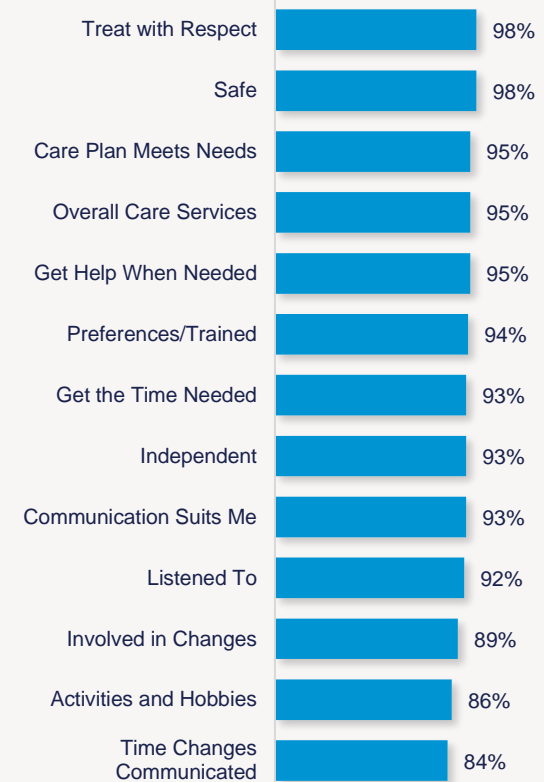 Treat with Respect 98%
Safe 98%
Care Plan Meets Needs 95%
Overall Care Services 95%
Get Help When Needed 95%
Preferences/Trained 94%
Get the Time Needed 93%
Independent 93%
Communication Suits Me 93%
Listened To 92%
Involved in Changes 89%
Activities and Hobbies 86%
Time Changes
Communicated 84%